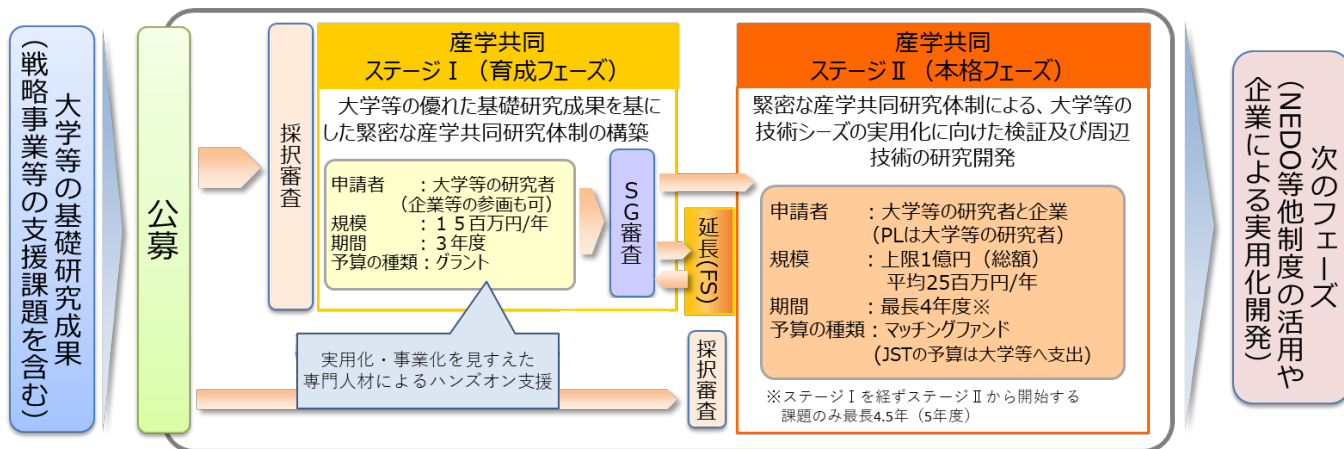 大学等の基礎研究成果
(戦略事業等の支援課題を含む)
公募
採択審査
産学共同
ステージⅠ（育成フェーズ）
大学等の優れた基礎研究成果を基に
した緊密な産学共同研究体制の構築
申請者　　：大学等の研究者
(企業等の参画も可)
規模　　　：１５百万円/年
期間　　　：３年度
予算の種類：グラント
実用化・事業化を見すえた
専門人材によるハンズオン支援
SG審査
延長(FS)
採択審査
産学共同
ステージⅡ（本格フェーズ）
緊密な産学共同研究体制による、大学等の
技術シーズの実用化に向けた検証及び周辺
技術の研究開発
申請者　　：大学等の研究者と企業
(PLは大学等の研究者)
規模　　　：上限1億円（総額）
平均25百万円/年
期間　　　：最長4年度※
予算の種類：マッチングファンド
(JSTの予算は大学等へ支出)
※ステージⅠを経ずステージⅡから開始する
課題のみ最長4.5年（5年度）
次のフェーズ
(NEDO等他制度の活用や
企業による実用化開発)